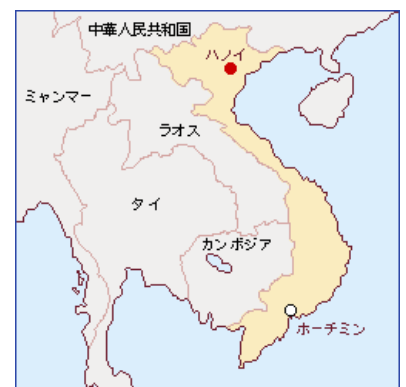 中華人民共和国
ハノイ
ミャンマー
ラオス
タイ
カンボジア
ホーチミン